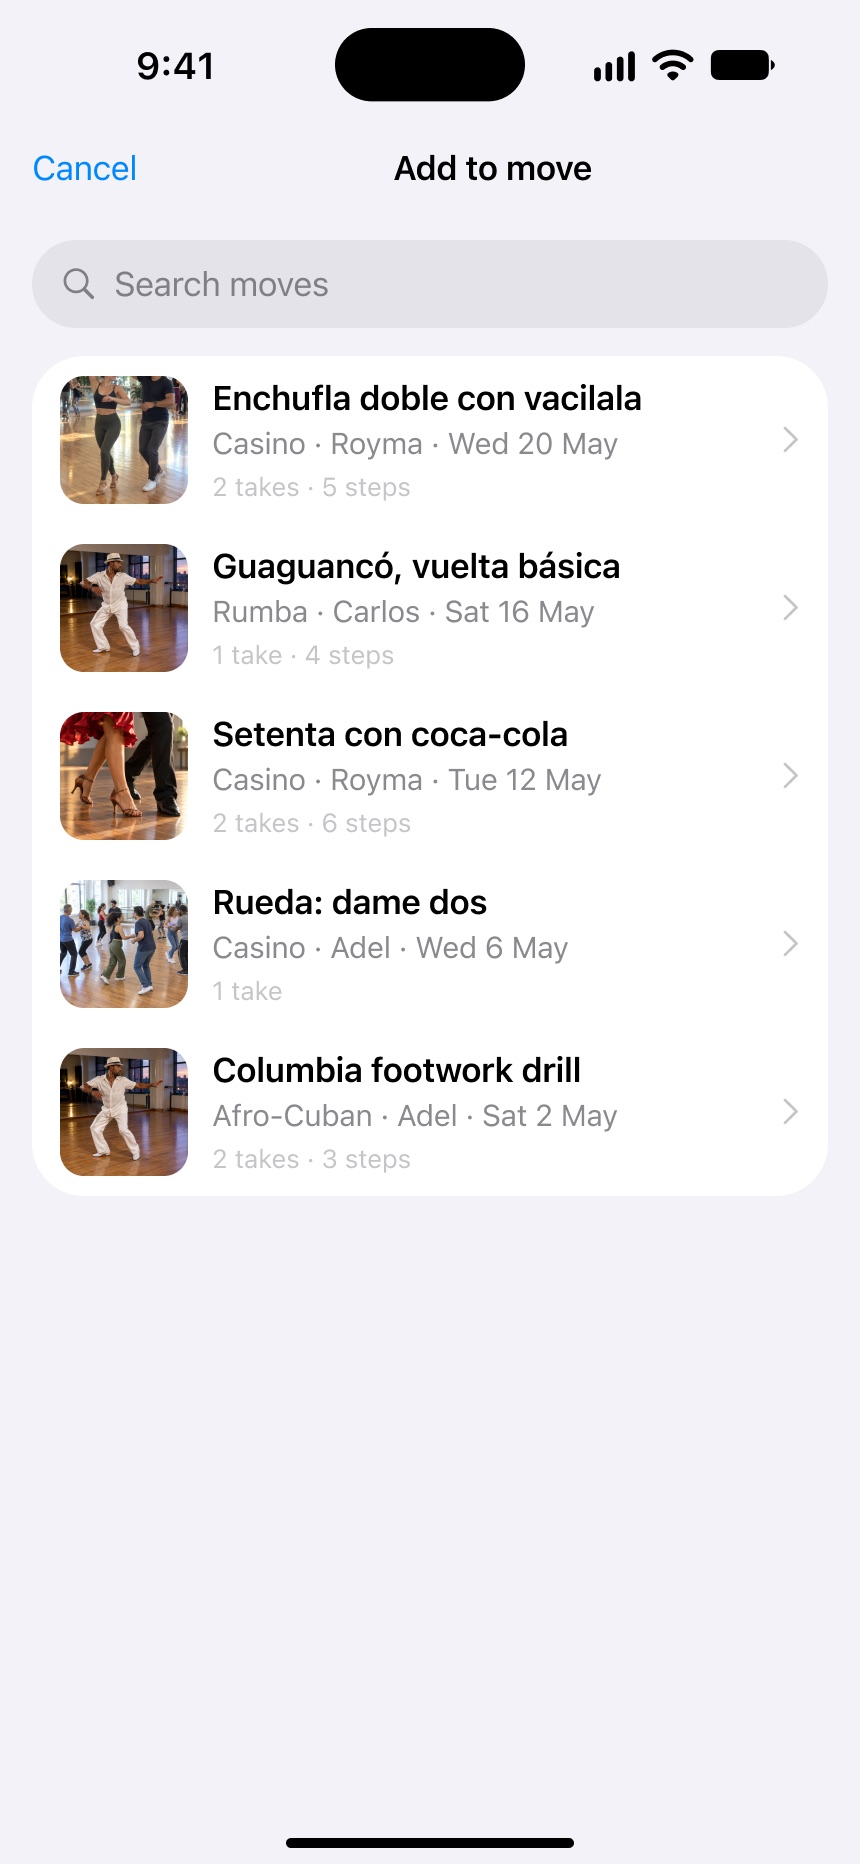 9:41
Cancel
Add to move
Search moves
Enchufla doble con vacilala
Casino · Royma · Wed 20 May
2 takes · 5 steps
Guaguancó, vuelta básica
Rumba · Carlos · Sat 16 May
1 take · 4 steps
Setenta con coca-cola
Casino · Royma · Tue 12 May
2 takes · 6 steps
Rueda: dame dos
Casino · Adel · Wed 6 May
1 take
Columbia footwork drill
Afro-Cuban · Adel · Sat 2 May
2 takes · 3 steps